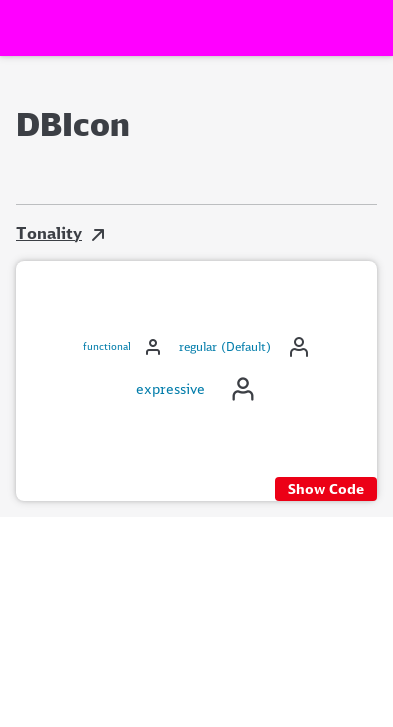 DBIcon
Tonality
functional regular (Default)
expressive
Show Code